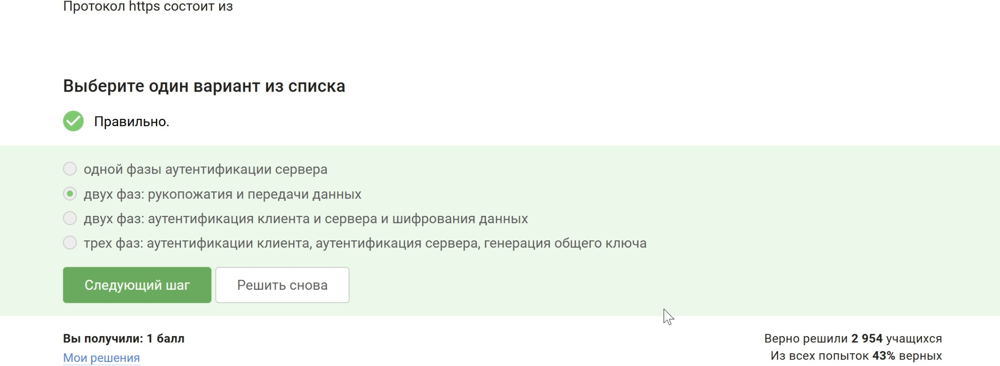 Протокол https состоит из
Выберите один вариант из списка
Правильно.
одной фазы аутентификации сервера
двух фаз: рукопожатия и передачи данных
двух фаз: аутентификация клиента и сервера и шифрования данных
трех фаз: аутентификации клиента, аутентификация сервера, генерация общего ключа
Следующий шаг
Решить снова
Вы получили: 1 балл
Мои решения
Верно решили 2 954 учащихся
Из всех попыток 43% верных